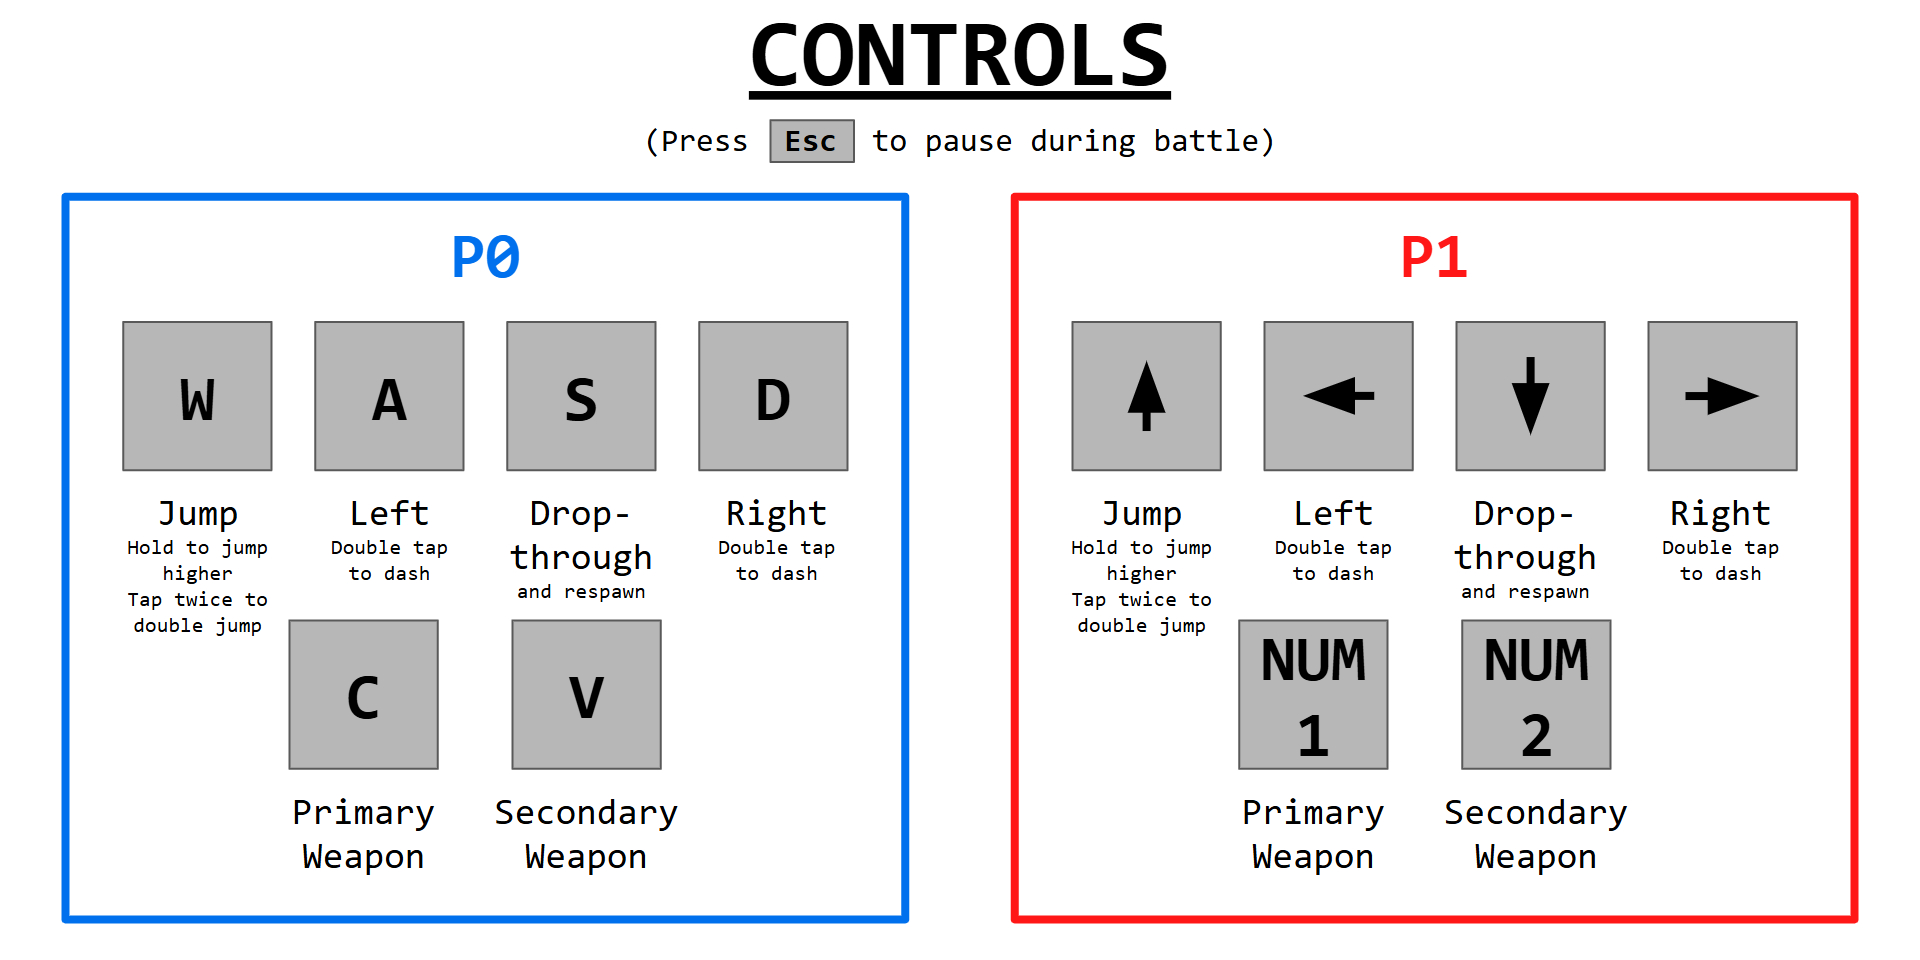 CONTROLS
(Press Esc to pause during battle)
P0
W A S D
Jump
Hold to jump
higher
Tap twice to
double jump
Left
Double tap
to dash
Drop-
through
and respawn
Right
Double tap
to dash
C
Primary
Weapon
V
Secondary
Weapon
P1
Jump
Hold to jump
higher
Tap twice to
double jump
Left
Double tap
to dash
Drop-
through
and respawn
Right
Double tap
to dash
NUM
1
Primary
Weapon
NUM
2
Secondary
Weapon